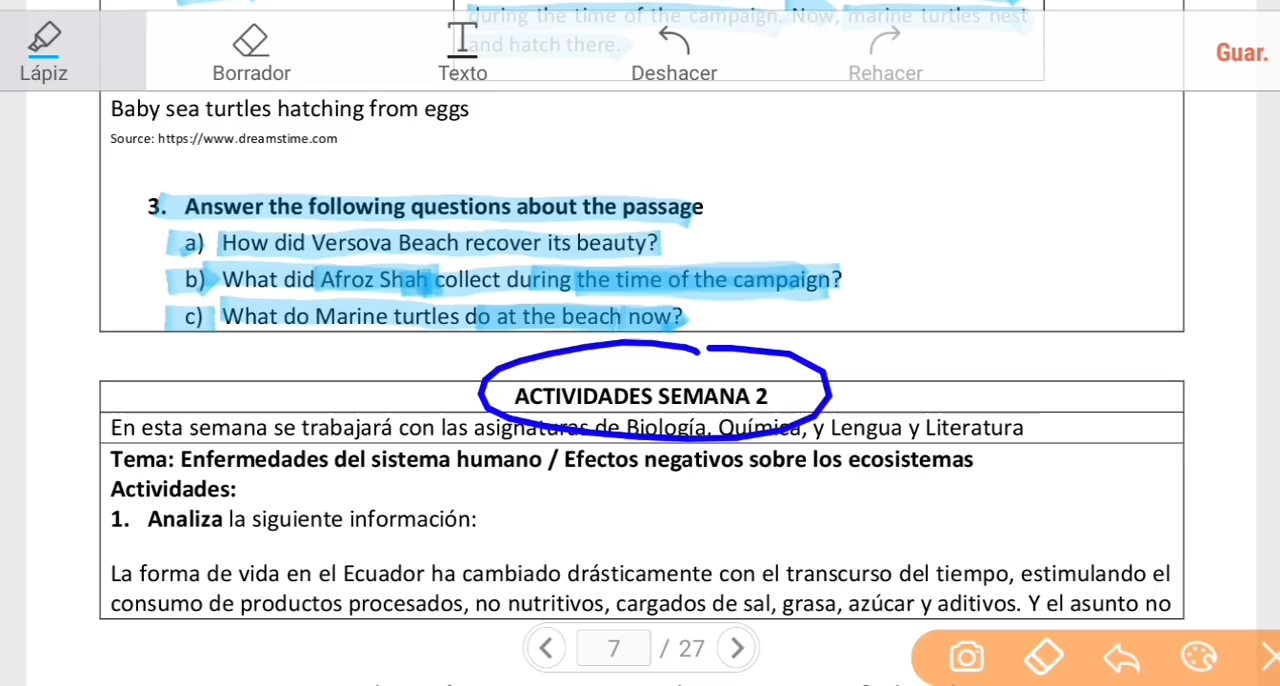 during the time of the campaign. Now, marine turtles nest
and hatch there.
Lápiz
Borrador
Texto
Deshacer
Rehacer
Guar.
Baby sea turtles hatching from eggs
Source: https://www.dreamstime.com
3. Answer the following questions about the passage
a) How did Versova Beach recover its beauty?
b) What did Afroz Shah collect during the time of the campaign?
c) What do Marine turtles do at the beach now?
ACTIVIDADES SEMANA 2
En esta semana se trabajará con las asignaturas de Biología, Química, y Lengua y Literatura
Tema: Enfermedades del sistema humano / Efectos negativos sobre los ecosistemas
Actividades:
1. Analiza la siguiente información:
La forma de vida en el Ecuador ha cambiado drásticamente con el transcurso del tiempo, estimulando el
consumo de productos procesados, no nutritivos, cargados de sal, grasa, azúcar y aditivos. Y el asunto no
7 / 27